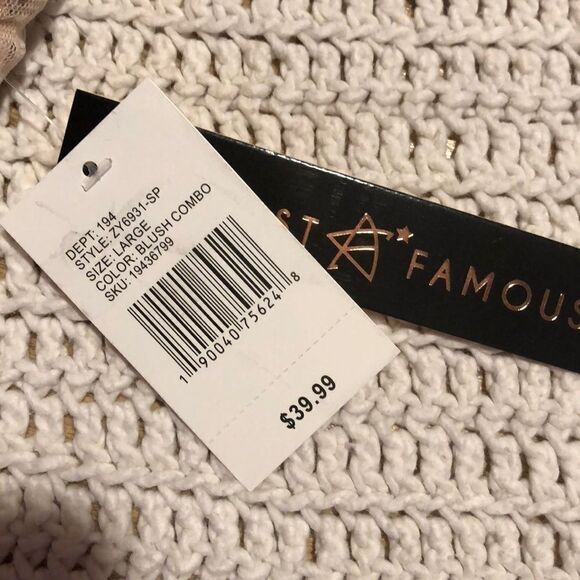 DEPT: 194
STYLE: ZY6931-SP
SIZE: LARGE
COLOR: BLUSH COMBO
SKU: 19436799
1 90040 75624 8
$39.99
ST FAMOUS